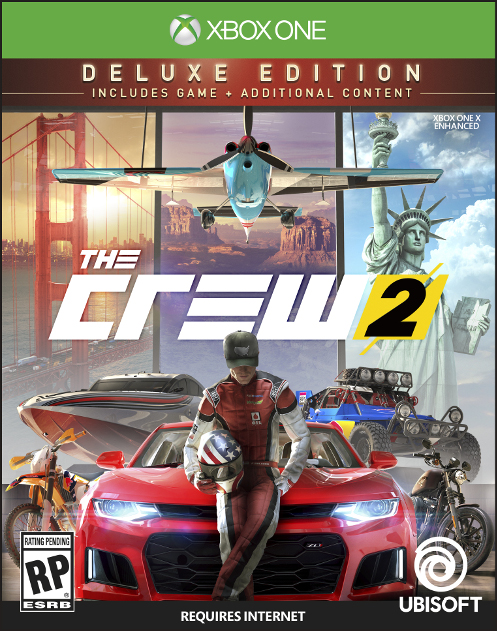 XBOX ONE
DELUXE EDITION
INCLUDES GAME + ADDITIONAL CONTENT
XBOX ONE X
ENHANCED
THE
CREW 2
ZL1
RATING PENDING
RP
ESRB
UBISOFT
REQUIRES INTERNET